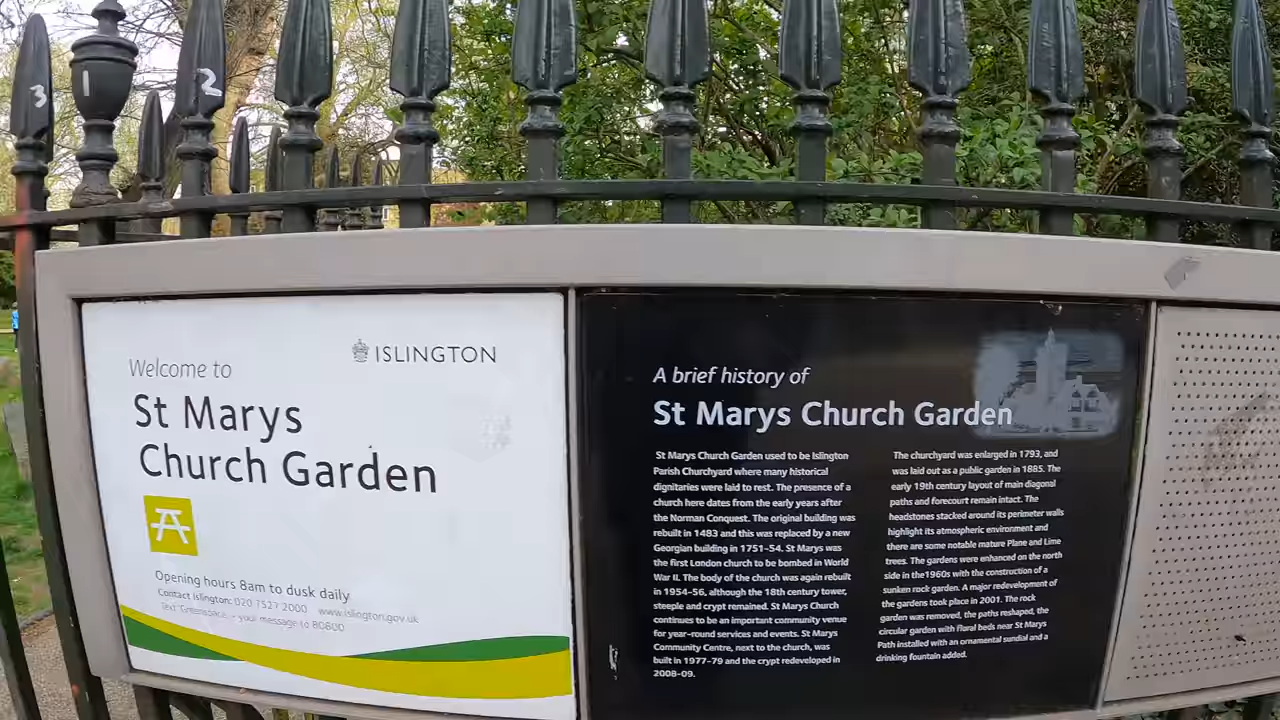 3
1
2
Welcome to
ISLINGTON
St Marys
Church Garden
Opening hours 8am to dusk daily
Contact Islington: 020 7527 2000 www.islington.gov.uk
Text 'Greenspace' + your message to 80800
A brief history of
St Marys Church Garden
St Marys Church Garden used to be Islington
Parish Churchyard where many historical
dignitaries were laid to rest. The presence of a
church here dates from the early years after
the Norman Conquest. The original building was
rebuilt in 1483 and this was replaced by a new
Georgian building in 1751-54. St Marys was
the first London church to be bombed in World
War II. The body of the church was again rebuilt
in 1954-56, although the 18th century tower,
steeple and crypt remained. St Marys Church
continues to be an important community venue
for year-round services and events. St Marys
Community Centre, next to the church, was
built in 1977-79 and the crypt redeveloped in
2008-09.
The churchyard was enlarged in 1793, and
was laid out as a public garden in 1885. The
early 19th century layout of main diagonal
paths and forecourt remain intact. The
headstones stacked around its perimeter walls
highlight its atmospheric environment and
there are some notable mature Plane and Lime
trees. The gardens were enhanced on the north
side in the1960s with the construction of a
sunken rock garden. A major redevelopment of
the gardens took place in 2001. The rock
garden was removed, the paths reshaped, the
circular garden with floral beds near St Marys
Path installed with an ornamental sundial and a
drinking fountain added.